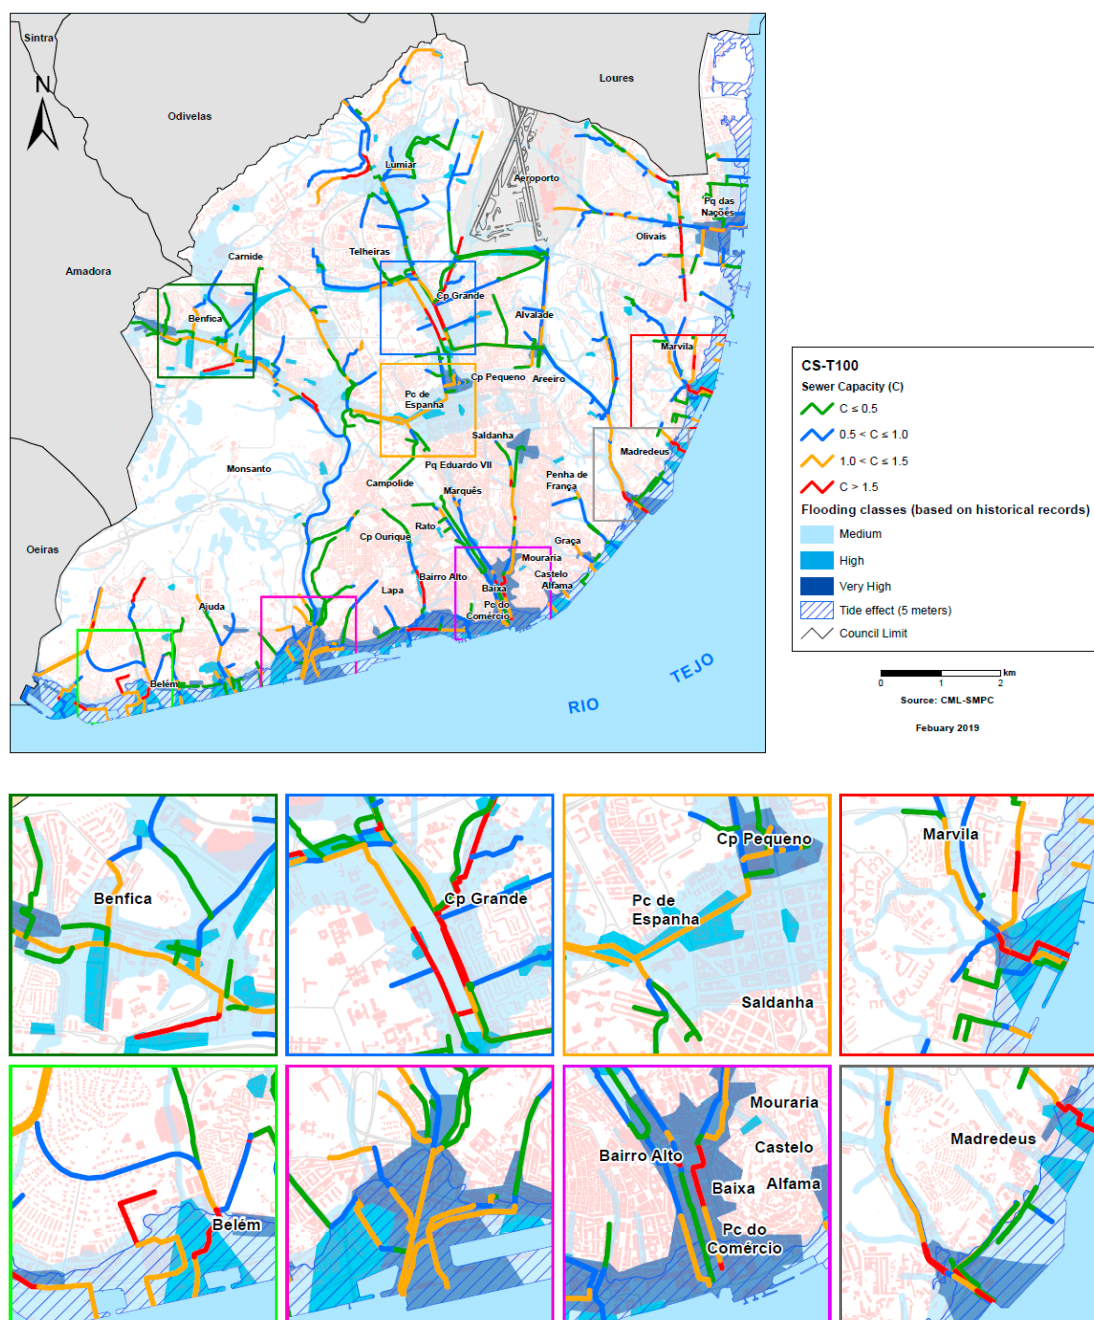 Sintra
N
Loures
Odivelas
Lumiar
Aeroporto
Pq das
Nações
Olivais
Telheiras
Carnide
Amadora
Cp Grande
Benfica
Alvalade
Marvila
Cp Pequeno
Areeiro
Pc de
Espanha
Saldanha
Madredeus
Pq Eduardo VII
Monsanto
Penha de
França
Campolide
Marquês
Rato
Cp Ourique
Graça
Oeiras
Mouraria
Bairro Alto
Castelo
Lapa
Baixa
Alfama
Ajuda
Pc do
Comércio
Belém
RIO
TEJO
CS-T100
Sewer Capacity (C)
C ≤ 0.5
0.5 < C ≤ 1.0
1.0 < C ≤ 1.5
C > 1.5
Flooding classes (based on historical records)
Medium
High
Very High
Tide effect (5 meters)
Council Limit
km
0 1 2
Source: CML-SMPC
Febuary 2019
Benfica
Cp Grande
Cp Pequeno
Pc de
Espanha
Saldanha
Marvila
Belém
Mouraria
Bairro Alto
Castelo
Baixa
Alfama
Pc do
Comércio
Madredeus